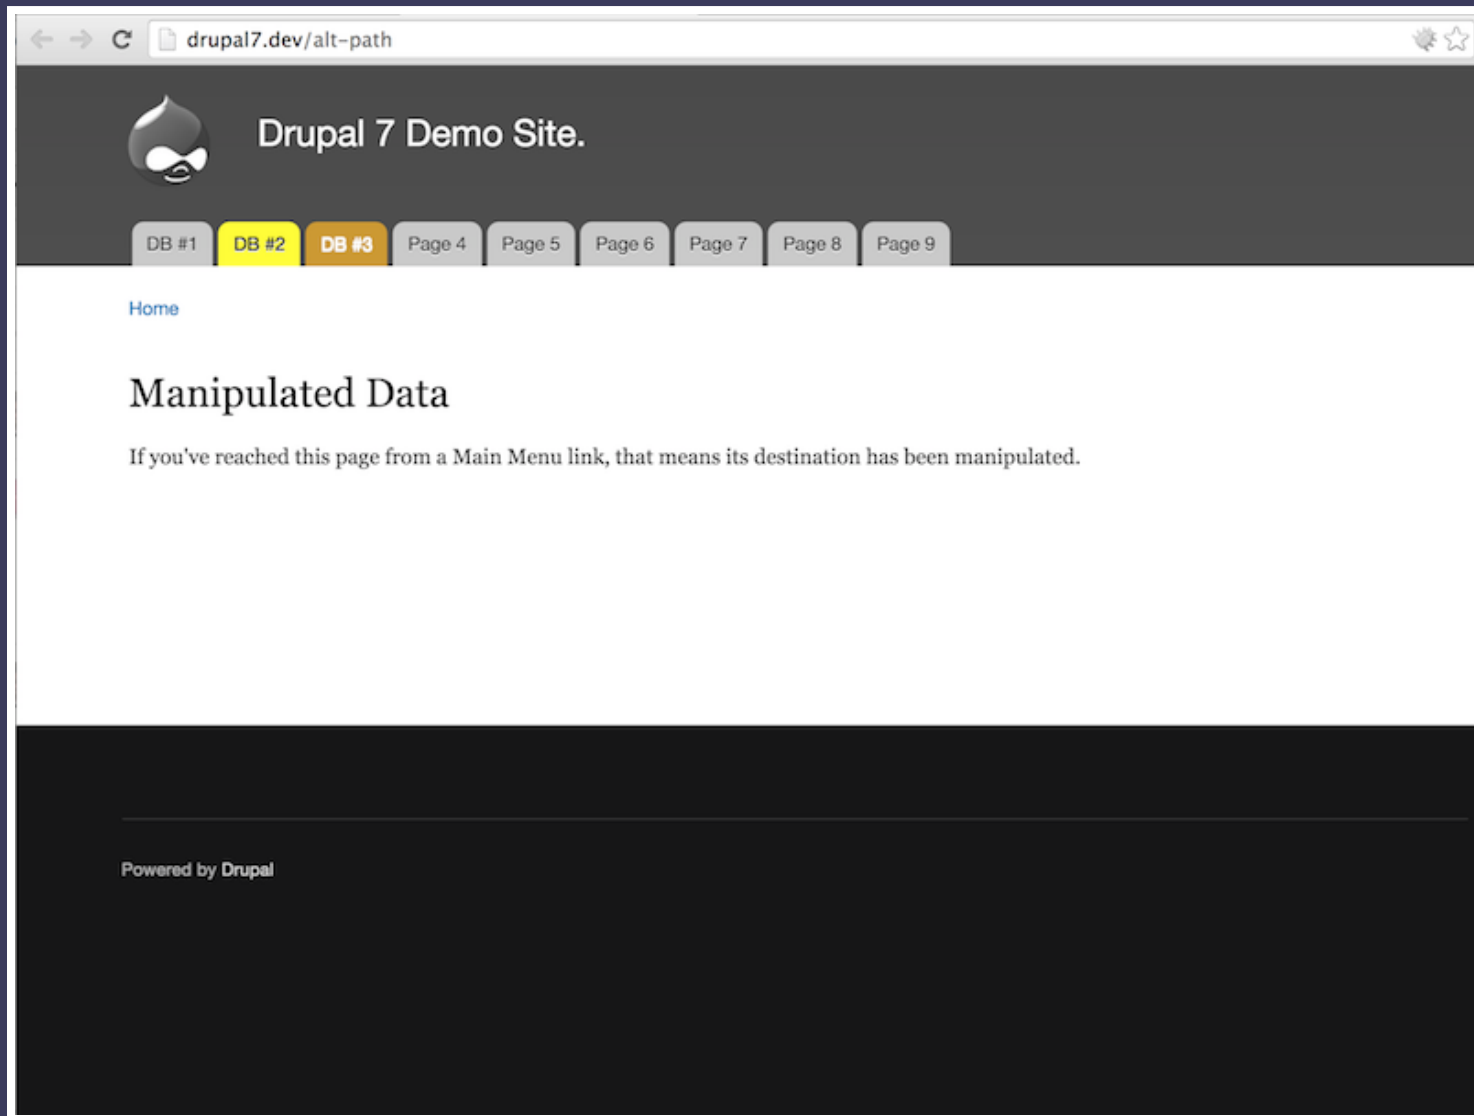 drupal7.dev/alt-path
Drupal 7 Demo Site.
DB #1 DB #2 DB #3 Page 4 Page 5 Page 6 Page 7 Page 8 Page 9
Home
Manipulated Data
If you've reached this page from a Main Menu link, that means its destination has been manipulated.
Powered by Drupal